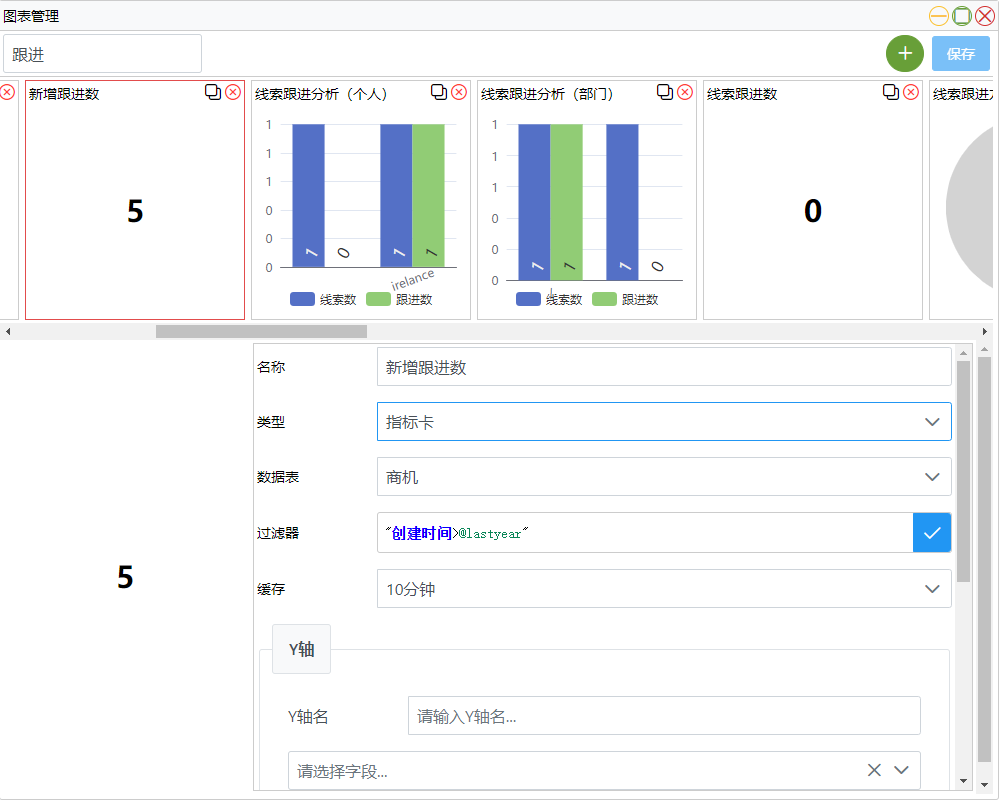 图表管理
跟进
保存
新增跟进数
5
线索跟进分析（个人）
1
1
1
0
0
0
1 0 1 1
irelance
线索数 跟进数
线索跟进分析（部门）
1
1
1
0
0
0
1 1 1 0
线索数 跟进数
线索跟进数
0
线索跟进
5
名称 新增跟进数
类型 指标卡
数据表 商机
过滤器 "创建时间>@lastyear"
缓存 10分钟
Y轴
Y轴名 请输入Y轴名...
请选择字段...